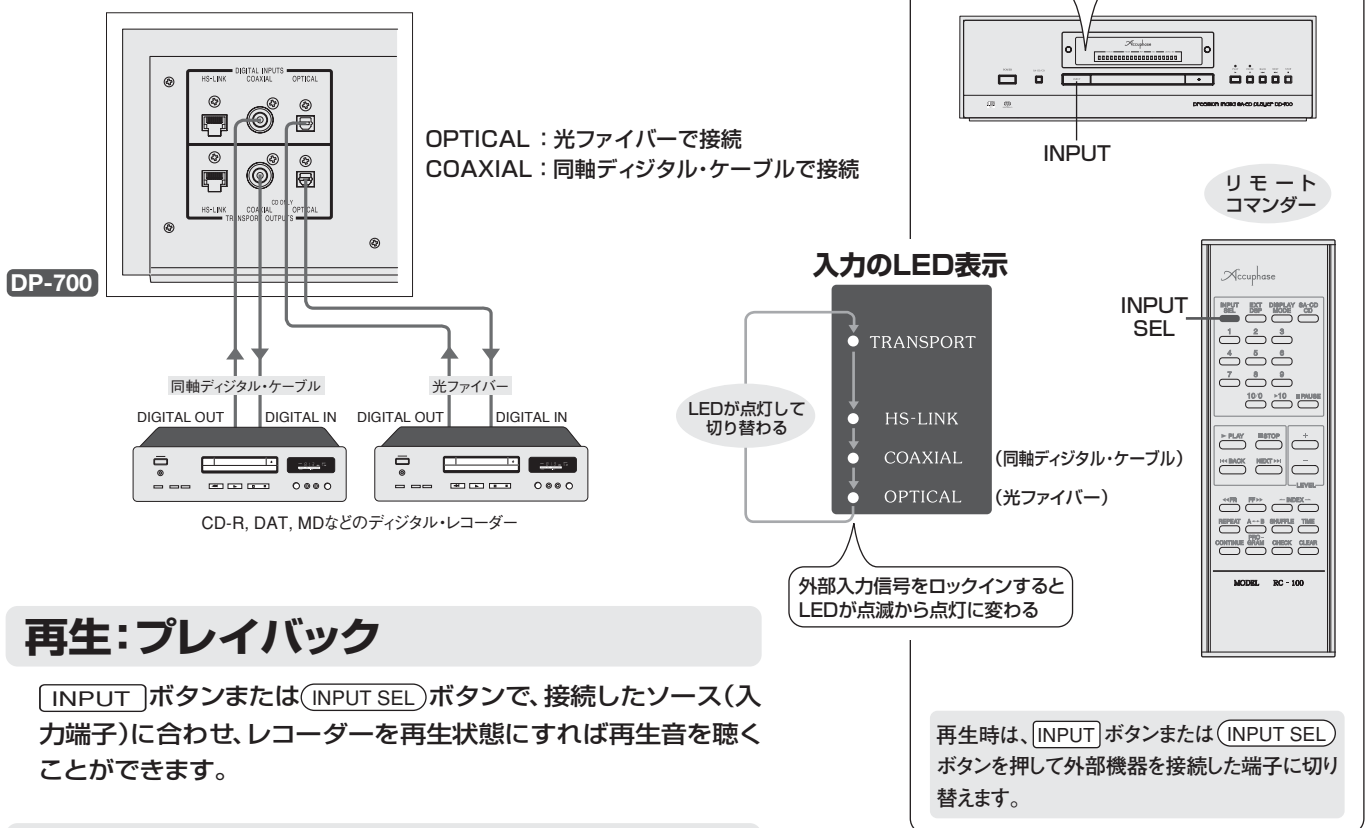 DIGITAL INPUTS
HS-LINK COAXIAL OPTICAL
CD ONLY
HS-LINK COAXIAL OPTICAL
TRANSPORT OUTPUTS
DP-700
OPTICAL：光ファイバーで接続
COAXIAL：同軸ディジタル・ケーブルで接続
同軸ディジタル・ケーブル
光ファイバー
DIGITAL OUT DIGITAL IN DIGITAL OUT DIGITAL IN
CD-R, DAT, MDなどのディジタル・レコーダー
再生：プレイバック
INPUT ボタンまたは INPUT SEL ボタンで、接続したソース（入
力端子）に合わせ、レコーダーを再生状態にすれば再生音を聴く
ことができます。
Accuphase
INPUT
リモート
コマンダー
入力のLED表示
TRANSPORT
HS-LINK
COAXIAL （同軸ディジタル・ケーブル）
OPTICAL （光ファイバー）
LEDが点灯して
切り替わる
外部入力信号をロックインすると
LEDが点滅から点灯に変わる
INPUT
SEL
Accuphase
INPUT SEL EXT DSP DISPLAY MODE SA-CD CD
1 2 3
4 5 6
7 8 9
10/0 +10 PAUSE
PLAY STOP +
BACK NEXT -
LEVEL
FR FF INDEX
REPEAT A↔B SHUFFLE TIME
CONTINUE PRO-GRAM CHECK CLEAR
MODEL RC-100
再生時は、INPUT ボタンまたは INPUT SEL
ボタンを押して外部機器を接続した端子に切り
替えます。